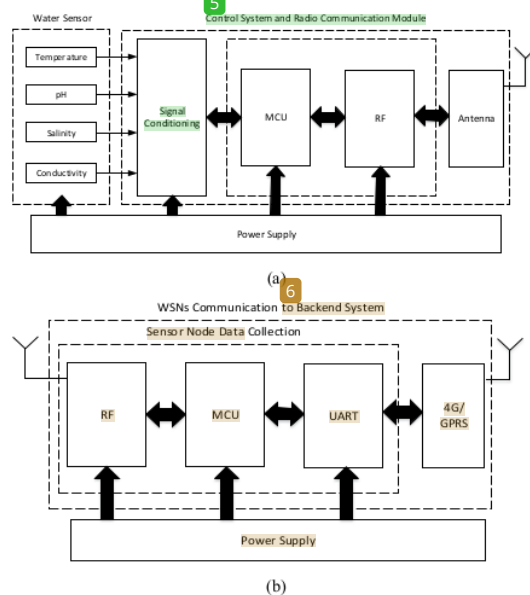 5
Water Sensor
Control System and Radio Communication Module
Temperature
pH
Salinity
Conductivity
Signal
Conditioning
MCU
RF
Antenna
Power Supply
(a)
6
WSNs Communication to Backend System
Sensor Node Data Collection
RF
MCU
UART
4G/
GPRS
Power Supply
(b)